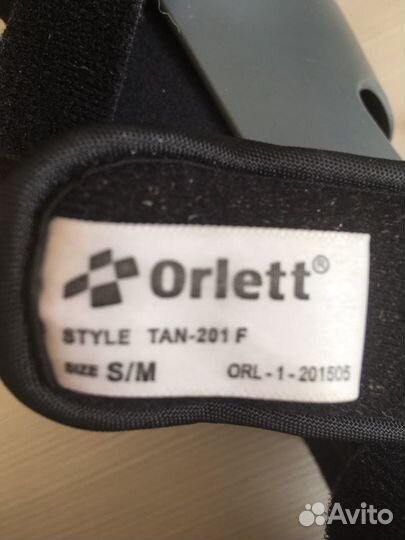 Orlett®
STYLE TAN-201 F
SIZE S/M ORL-1-201505
Avito